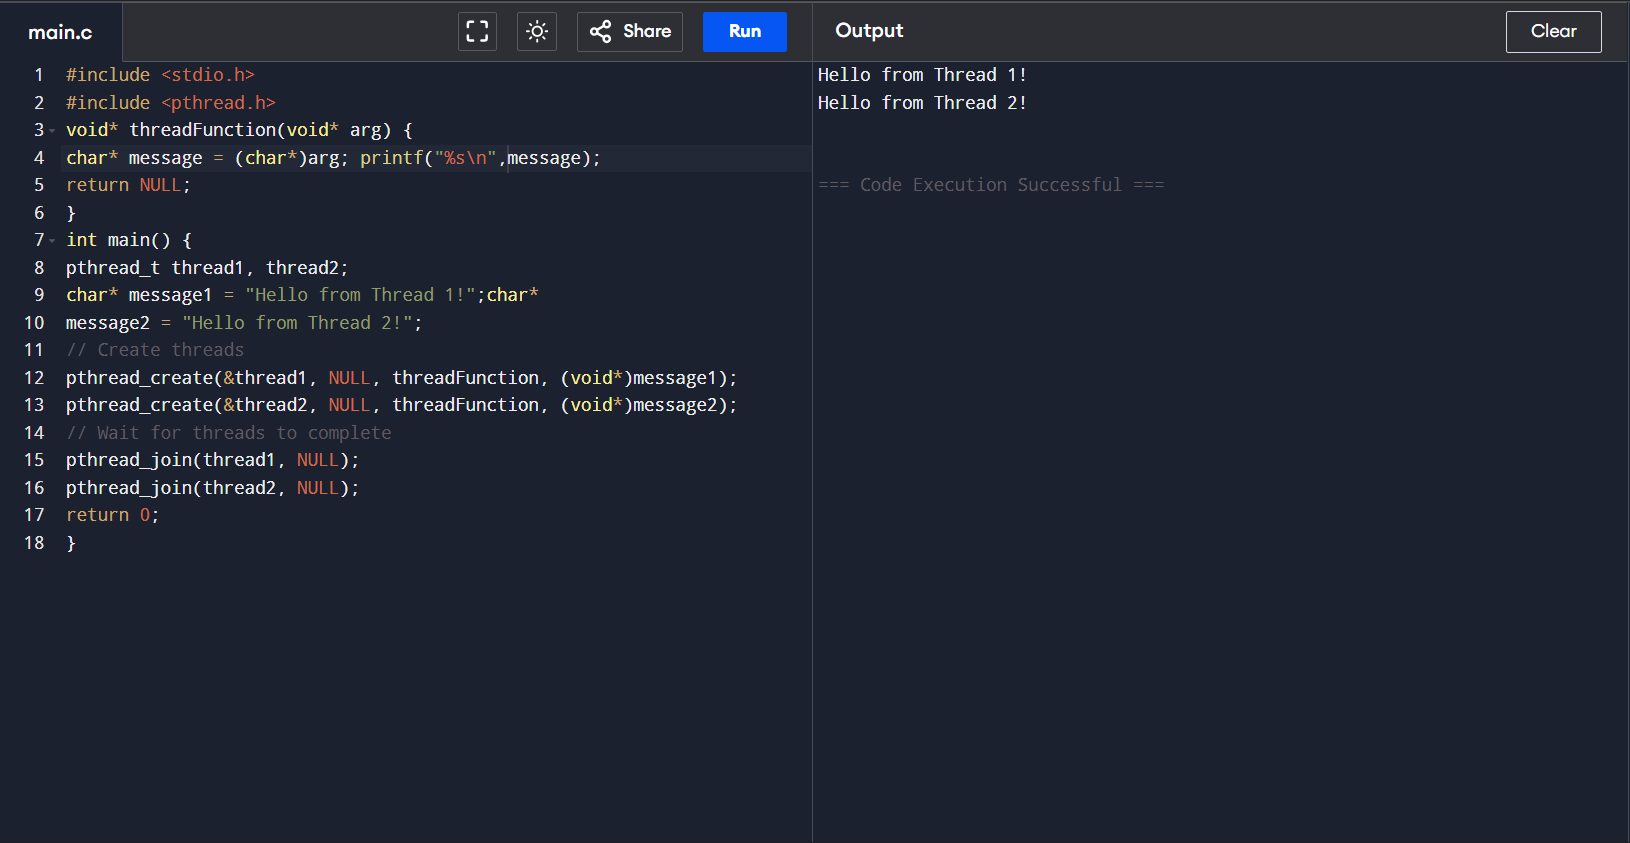 main.c
Share
Run
Output
Clear
1 #include <stdio.h>
2 #include <pthread.h>
3 void* threadFunction(void* arg) {
4 char* message = (char*)arg; printf("%s\n",message);
5 return NULL;
6 }
7 int main() {
8 pthread_t thread1, thread2;
9 char* message1 = "Hello from Thread 1!";char*
10 message2 = "Hello from Thread 2!";
11 // Create threads
12 pthread_create(&thread1, NULL, threadFunction, (void*)message1);
13 pthread_create(&thread2, NULL, threadFunction, (void*)message2);
14 // Wait for threads to complete
15 pthread_join(thread1, NULL);
16 pthread_join(thread2, NULL);
17 return 0;
18 }
Hello from Thread 1!
Hello from Thread 2!
=== Code Execution Successful ===